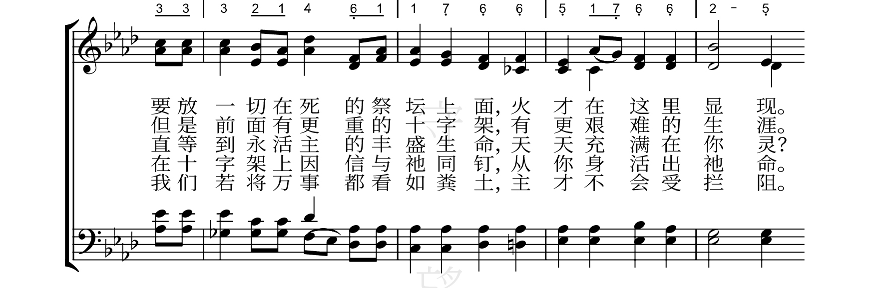 3 3 3 2 1 4 6 1 1 7 6 6 5 1 7 6 6 2 - 5
要放一切在死的祭坛上面，火才在这里显现。
但是前面有更重的十字架，有更艰难的生涯。
直等到永活主的丰盛生命，天天充满在你灵？
在十字架上因信与祂同钉，从你身活出祂命。
我们若将万事都看如粪土，主才不会受拦阻。